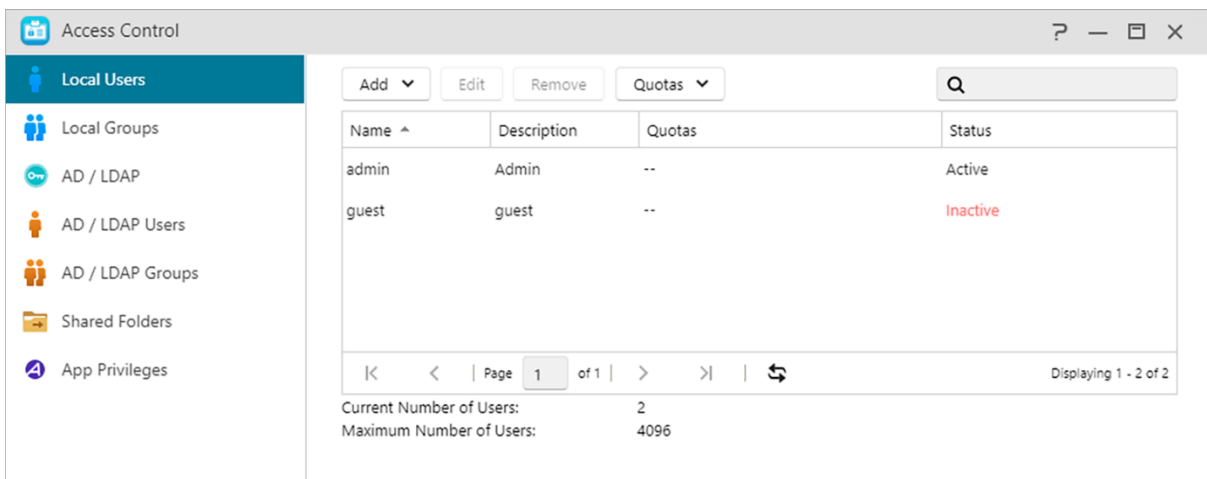 Access Control
Local Users
Local Groups
AD / LDAP
AD / LDAP Users
AD / LDAP Groups
Shared Folders
App Privileges
Add Edit Remove Quotas
Name Description Quotas Status
admin Admin -- Active
guest guest -- Inactive
Page 1 of 1 Displaying 1 - 2 of 2
Current Number of Users: 2
Maximum Number of Users: 4096